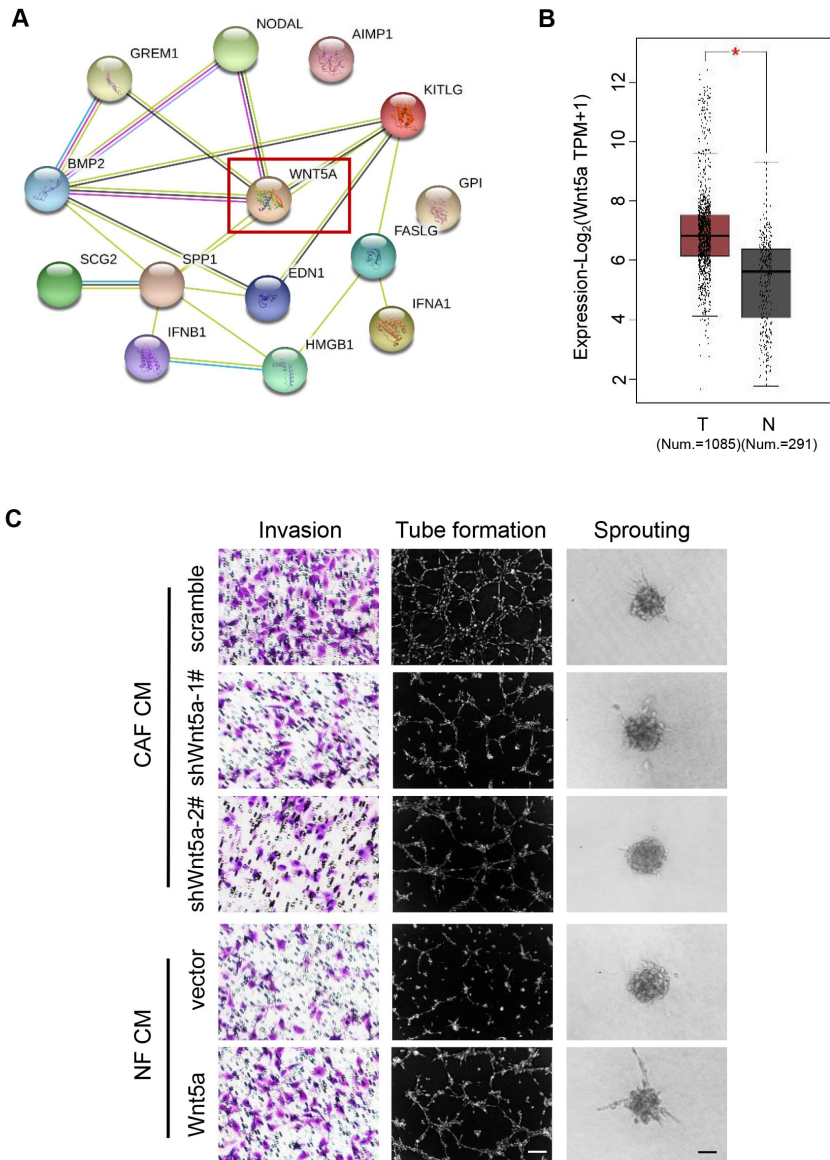 A
NODAL
AIMP1
GREM1
KITLG
BMP2
WNT5A
GPI
FASLG
SCG2
SPP1
EDN1
IFNA1
IFNB1
HMGB1
B
Expression-Log₂(Wnt5a TPM+1)
12
10
8
6
4
2
*
T
N
(Num.=1085)(Num.=291)
C
Invasion
Tube formation
Sprouting
CAF CM
scramble
shWnt5a-1#
shWnt5a-2#
NF CM
vector
Wnt5a